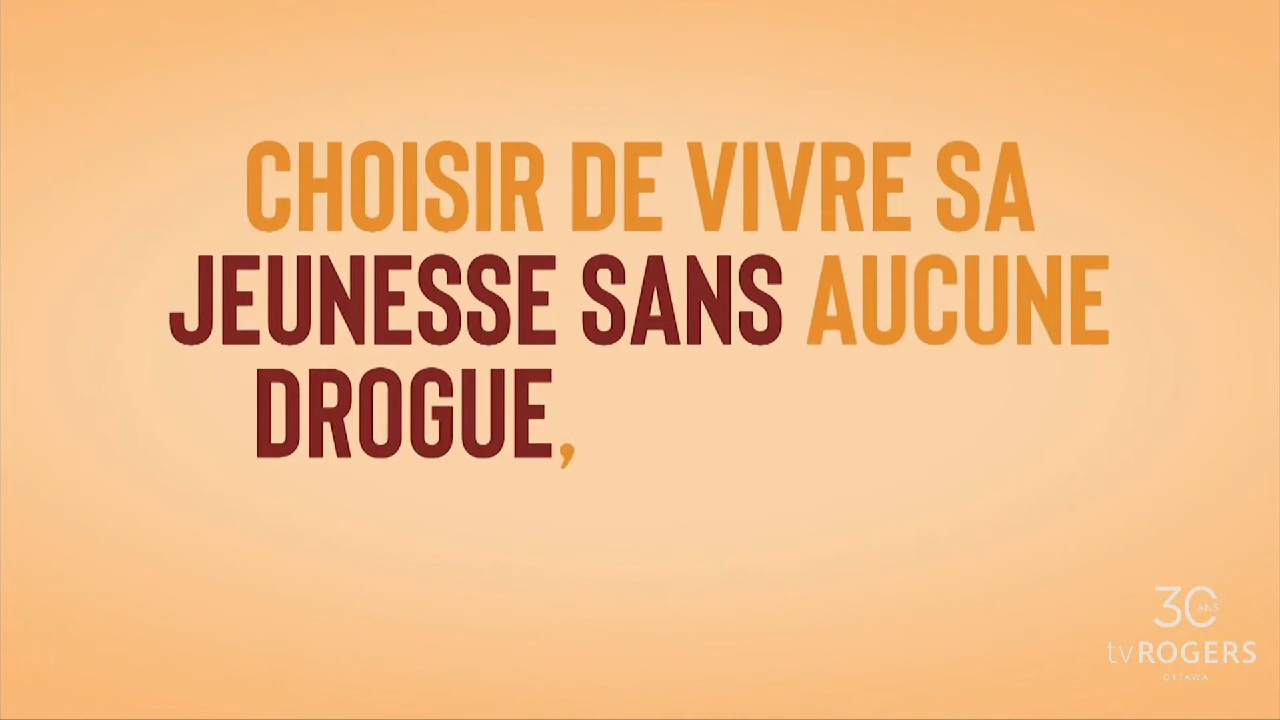 CHOISIR DE VIVRE SA
JEUNESSE SANS AUCUNE
DROGUE,
30 ANS
tvROGERS
OTTAWA